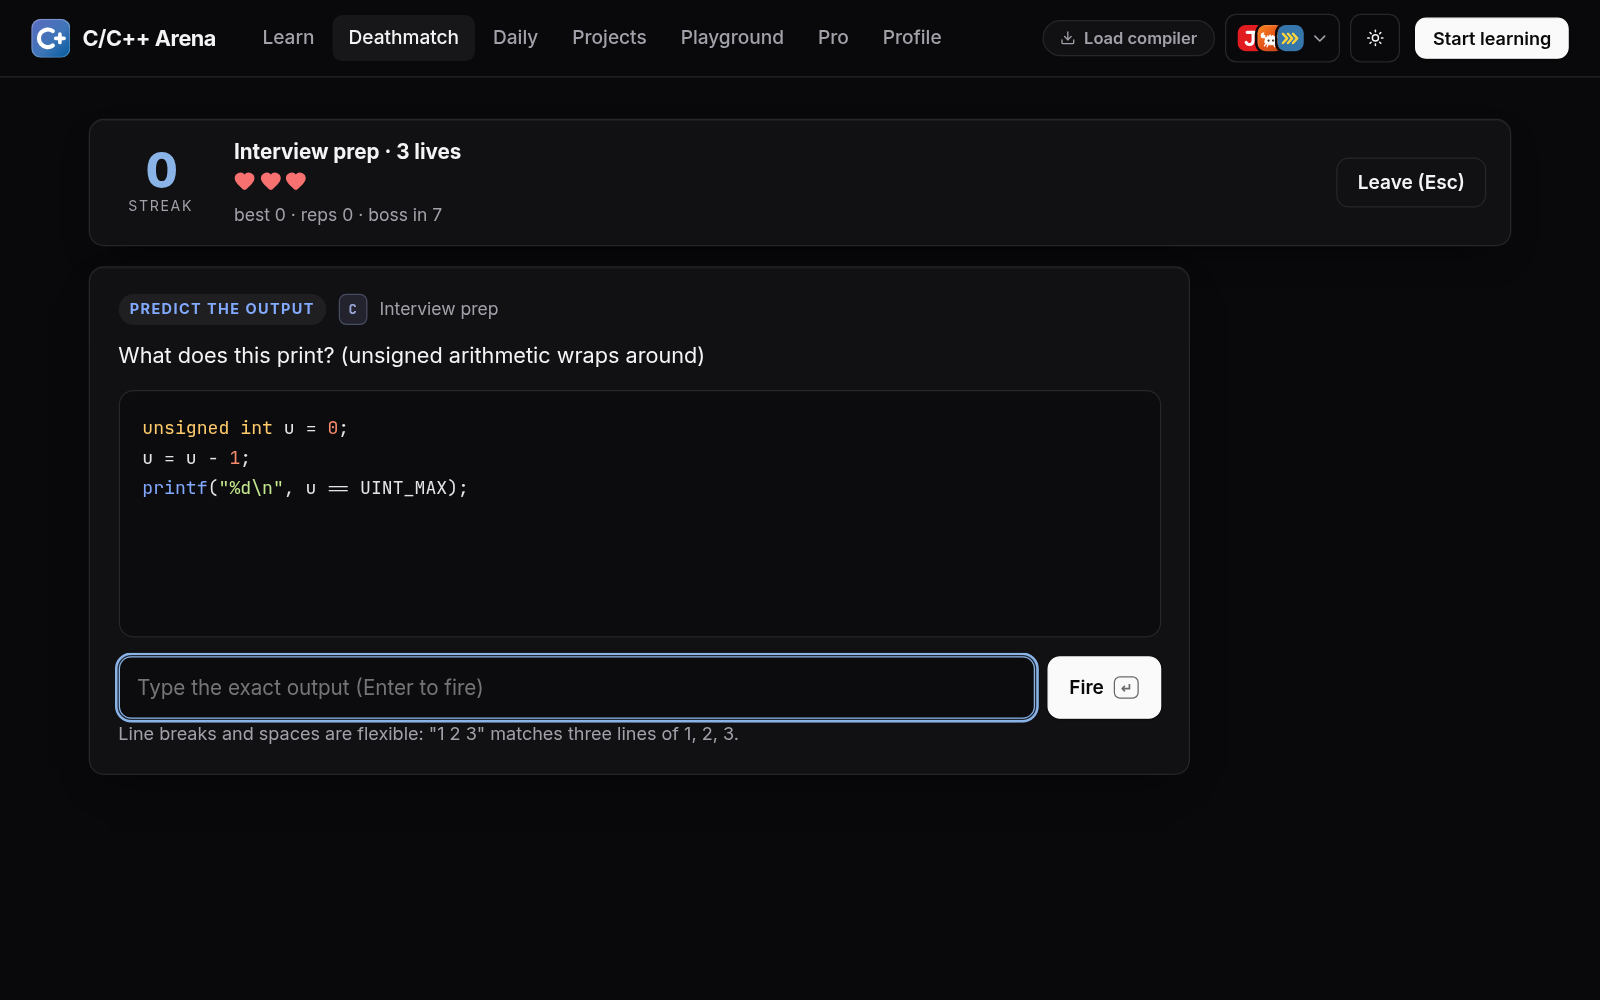 C/C++ Arena
Learn
Deathmatch
Daily
Projects
Playground
Pro
Profile
Load compiler
Start learning
0
STREAK
Interview prep · 3 lives
best 0 · reps 0 · boss in 7
Leave (Esc)
PREDICT THE OUTPUT
C
Interview prep
What does this print? (unsigned arithmetic wraps around)
unsigned int u = 0;
u = u - 1;
printf("%d\n", u == UINT_MAX);
Type the exact output (Enter to fire)
Fire ↵
Line breaks and spaces are flexible: "1 2 3" matches three lines of 1, 2, 3.